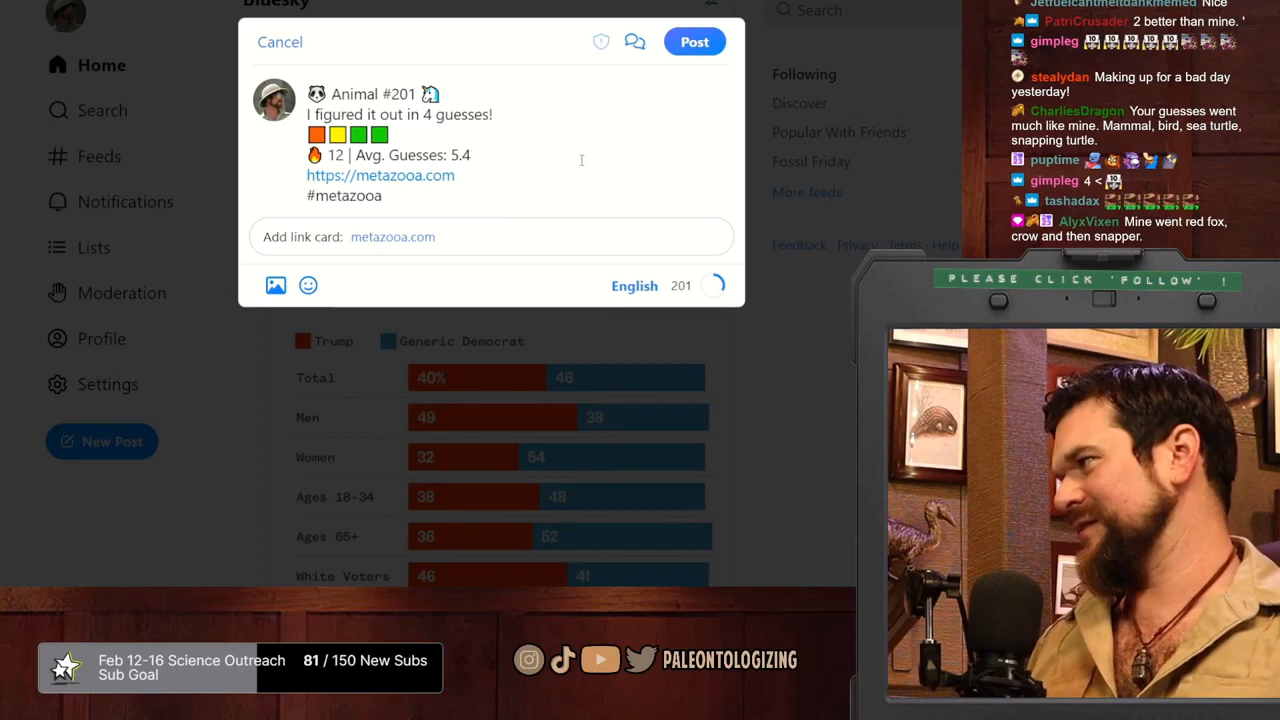 Bluesky
Cancel
Post
Animal #201
I figured it out in 4 guesses!
12 | Avg. Guesses: 5.4
https://metazooa.com
#metazooa
Add link card: metazooa.com
English 201
Home
Search
Feeds
Notifications
Lists
Moderation
Profile
Settings
New Post
Search
Following
Discover
Popular With Friends
Fossil Friday
More feeds
Feedback · Privacy · Terms · Help
Trump Generic Democrat
Total 40% 46
Men 49 38
Women 32 54
Ages 18-34 38 48
Ages 65+ 36 52
White Voters 46 41
Jetfuelcantmeltdankmemed Nice
PatriCrusader 2 better than mine. '
gimpleg
stealydan Making up for a bad day
yesterday!
CharliesDragon Your guesses went
much like mine. Mammal, bird, sea turtle,
snapping turtle.
puptime
gimpleg 4 <
tashadax
AlyxVixen Mine went red fox,
crow and then snapper.
PLEASE CLICK 'FOLLOW' !
Feb 12-16 Science Outreach
Sub Goal
81 / 150 New Subs
PALEONTOLOGIZING